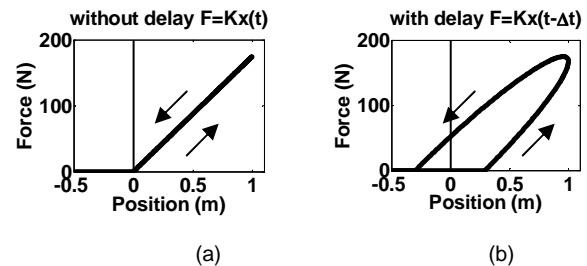 without delay F=Kx(t)
200
100
0
-0.5
0
0.5
1
Force (N)
Position (m)
(a)
with delay F=Kx(t-Δt)
200
100
0
-0.5
0
0.5
1
Force (N)
Position (m)
(b)